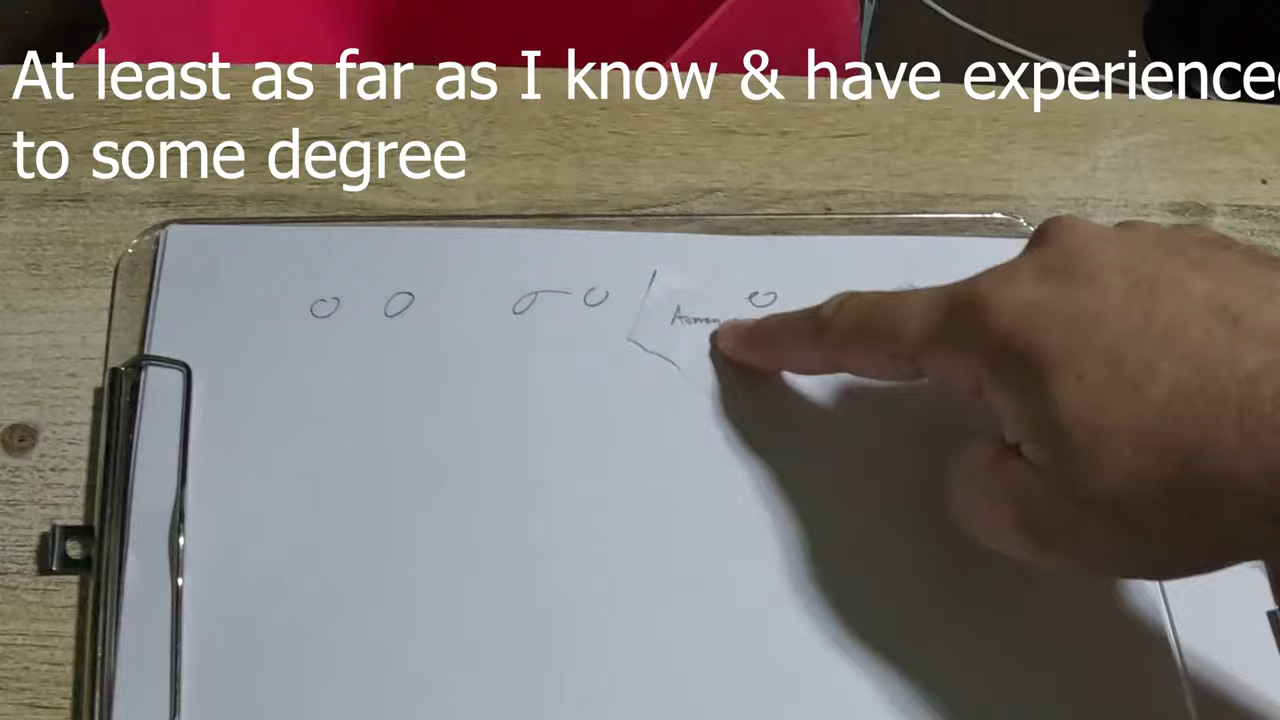 At least as far as I know & have experienced
to some degree